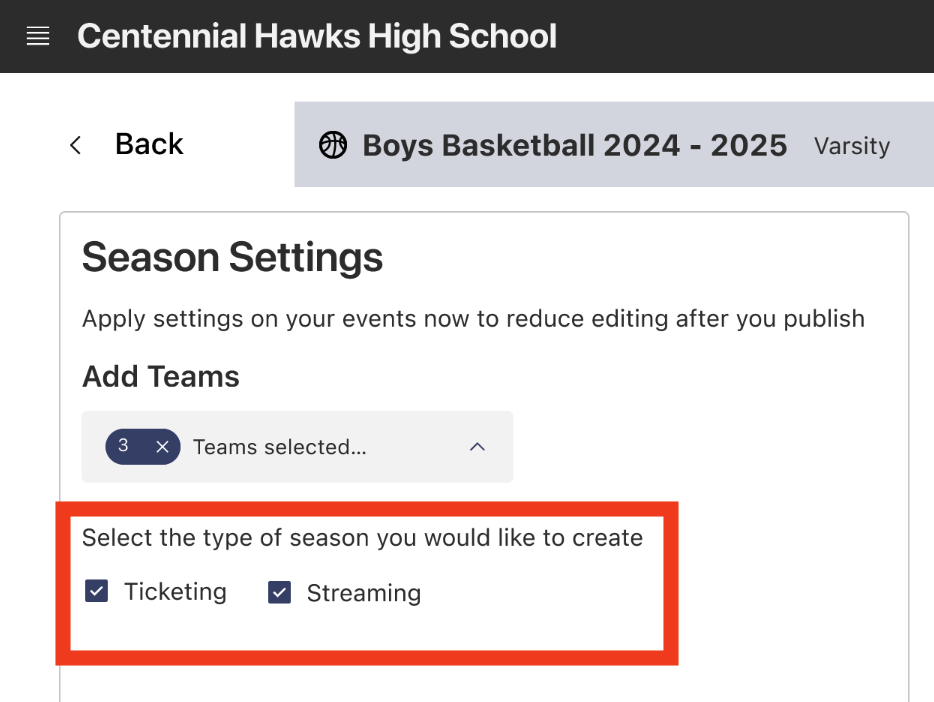 Centennial Hawks High School
Back
Boys Basketball 2024 - 2025 Varsity
Season Settings
Apply settings on your events now to reduce editing after you publish
Add Teams
3 Teams selected...
Select the type of season you would like to create
Ticketing Streaming